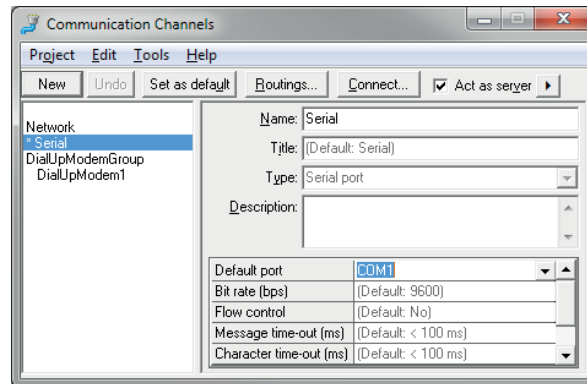 Communication Channels
Project Edit Tools Help
New Undo Set as default Routings... Connect... Act as server
Network
* Serial
DialUpModemGroup
DialUpModem1
Name: Serial
Title: (Default: Serial)
Type: Serial port
Description:
Default port COM1
Bit rate (bps) (Default: 9600)
Flow control (Default: No)
Message time-out (ms) (Default: < 100 ms)
Character time-out (ms) (Default: < 100 ms)